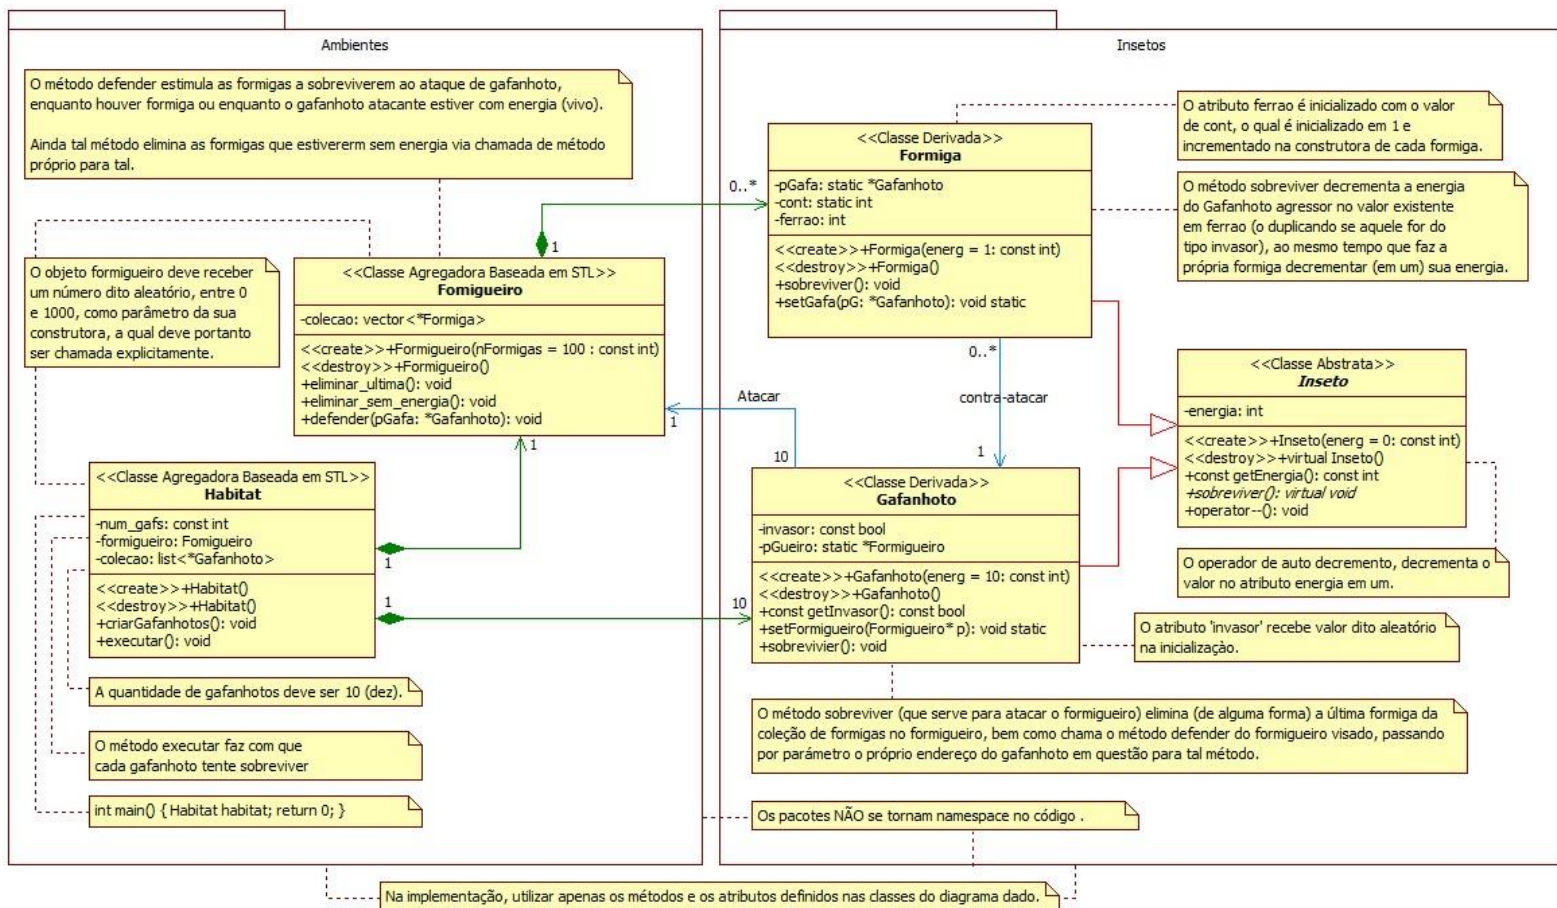 Ambientes
O método defender estimula as formigas a sobreviverem ao ataque de gafanhoto,
enquanto houver formiga ou enquanto o gafanhoto atacante estiver com energia (vivo).
Ainda tal método elimina as formigas que estivererm sem energia via chamada de método
próprio para tal.
O objeto formigueiro deve receber
um número dito aleatório, entre 0
e 1000, como parâmetro da sua
construtora, a qual deve portanto
ser chamada explicitamente.
<<Classe Agregadora Baseada em STL>>
Fomigueiro
-colecao: vector<*Formiga>
<<create>>+Formigueiro(nFormigas = 100 : const int)
<<destroy>>+Formigueiro()
+eliminar_ultima(): void
+eliminar_sem_energia(): void
+defender(pGafa: *Gafanhoto): void
1
1
1
<<Classe Agregadora Baseada em STL>>
Habitat
-num_gafs: const int
-formigueiro: Fomigueiro
-colecao: list<*Gafanhoto>
<<create>>+Habitat()
<<destroy>>+Habitat()
+criarGafanhotos(): void
+executar(): void
1
1
10
A quantidade de gafanhotos deve ser 10 (dez).
O método executar faz com que
cada gafanhoto tente sobreviver
int main() { Habitat habitat; return 0; }
Insetos
O atributo ferrao é inicializado com o valor
de cont, o qual é inicializado em 1 e
incrementado na construtora de cada formiga.
<<Classe Derivada>>
Formiga
-pGafa: static *Gafanhoto
-cont: static int
-ferrao: int
<<create>>+Formiga(energ = 1: const int)
<<destroy>>+Formiga()
+sobreviver(): void
+setGafa(pG: *Gafanhoto): void static
0..*
O método sobreviver decrementa a energia
do Gafanhoto agressor no valor existente
em ferrao (o duplicando se aquele for do
tipo invasor), ao mesmo tempo que faz a
própria formiga decrementar (em um) sua energia.
0..*
contra-atacar
1
Atacar
10
<<Classe Abstrata>>
Inseto
-energia: int
<<create>>+Inseto(energ = 0: const int)
<<destroy>>+virtual Inseto()
+const getEnergia(): const int
+sobreviver(): virtual void
+operator--(): void
<<Classe Derivada>>
Gafanhoto
-invasor: const bool
-pGueiro: static *Formigueiro
<<create>>+Gafanhoto(energ = 10: const int)
<<destroy>>+Gafanhoto()
+const getInvasor(): const bool
+setFormigueiro(Formigueiro* p): void static
+sobrevivier(): void
O operador de auto decremento, decrementa o
valor no atributo energia em um.
O atributo 'invasor' recebe valor dito aleatório
na inicializaçào.
O método sobreviver (que serve para atacar o formigueiro) elimina (de alguma forma) a última formiga da
coleção de formigas no formigueiro, bem como chama o método defender do formigueiro visado, passando
por parámetro o próprio endereço do gafanhoto em questão para tal método.
Os pacotes NÃO se tornam namespace no código .
Na implementação, utilizar apenas os métodos e os atributos definidos nas classes do diagrama dado.